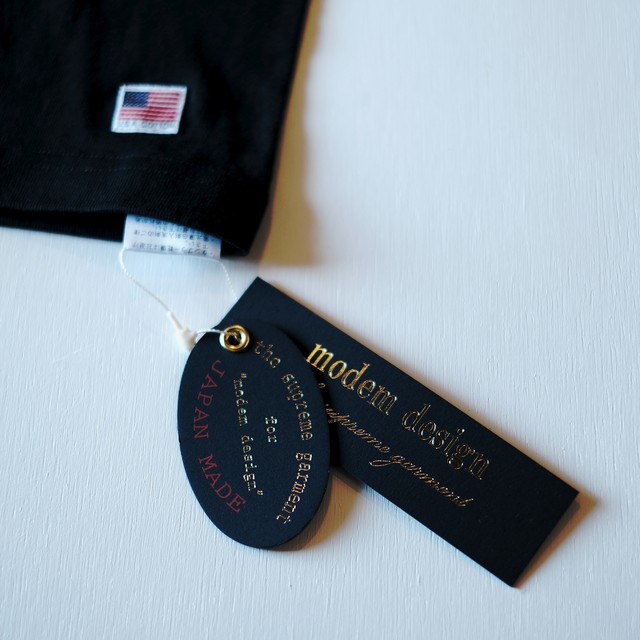 modem design
supreme garment
the supreme garment
for
"modem design"
JAPAN MADE